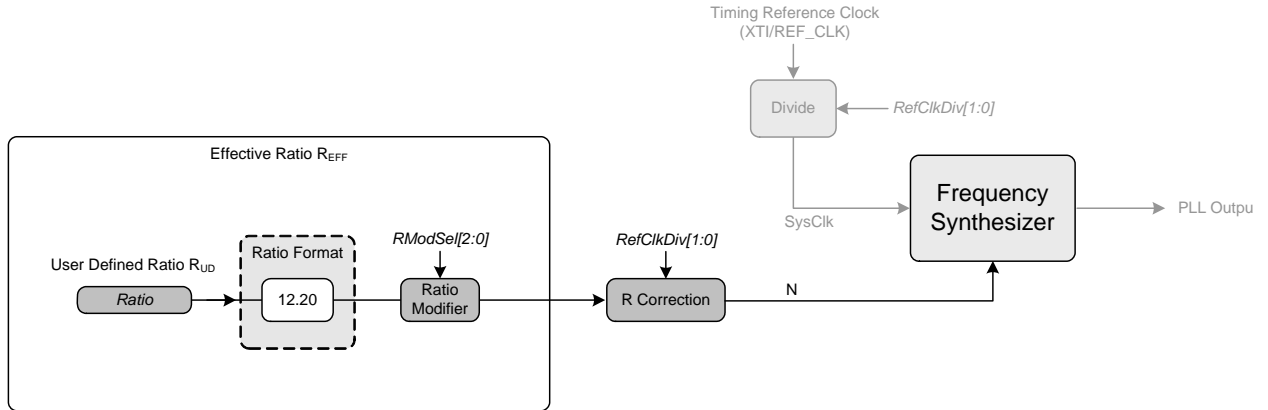 Timing Reference Clock
(XTI/REF_CLK)
Divide
RefClkDiv[1:0]
Effective Ratio REFF
Frequency
Synthesizer
SysClk
PLL Outpu
User Defined Ratio RUD
Ratio
Ratio Format
12.20
RModSel[2:0]
Ratio
Modifier
RefClkDiv[1:0]
R Correction
N